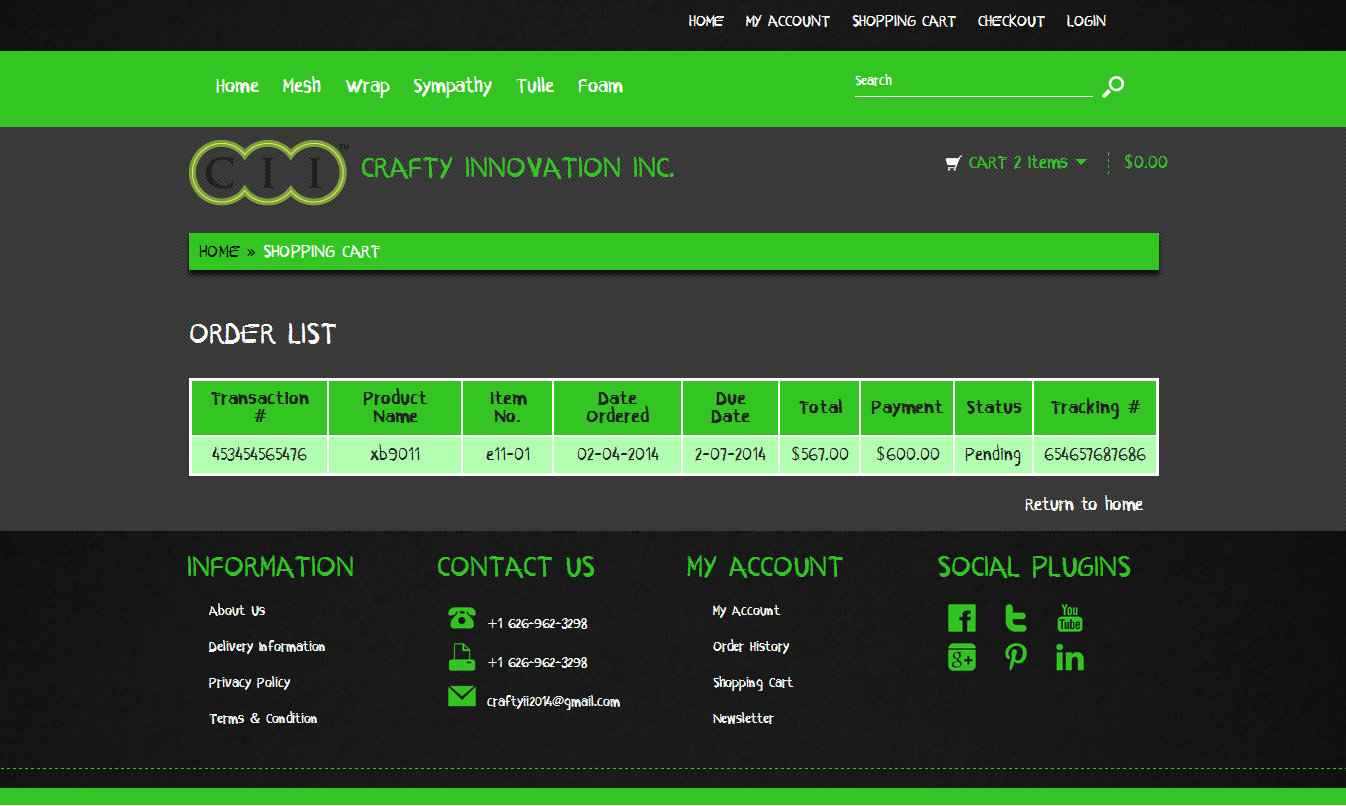 HOME MY ACCOUNT SHOPPING CART CHECKOUT LOGIN
Home Mesh Wrap Sympathy Tulle Foam Search
CII™ CRAFTY INNOVATION INC. CART 2 Items $0.00
HOME » SHOPPING CART
ORDER LIST
Transaction # Product Name Item No. Date Ordered Due Date Total Payment Status Tracking #
453454565476 xb9011 e11-01 02-04-2014 2-07-2014 $567.00 $600.00 Pending 654657687686
Return to home
INFORMATION CONTACT US MY ACCOUNT SOCIAL PLUGINS
About Us +1 626-962-3298 My Account You Tube
Delivery Information +1 626-962-3298 Order History g+ in
Privacy Policy craftyii2014@gmail.com Shopping Cart
Terms & Condition Newsletter